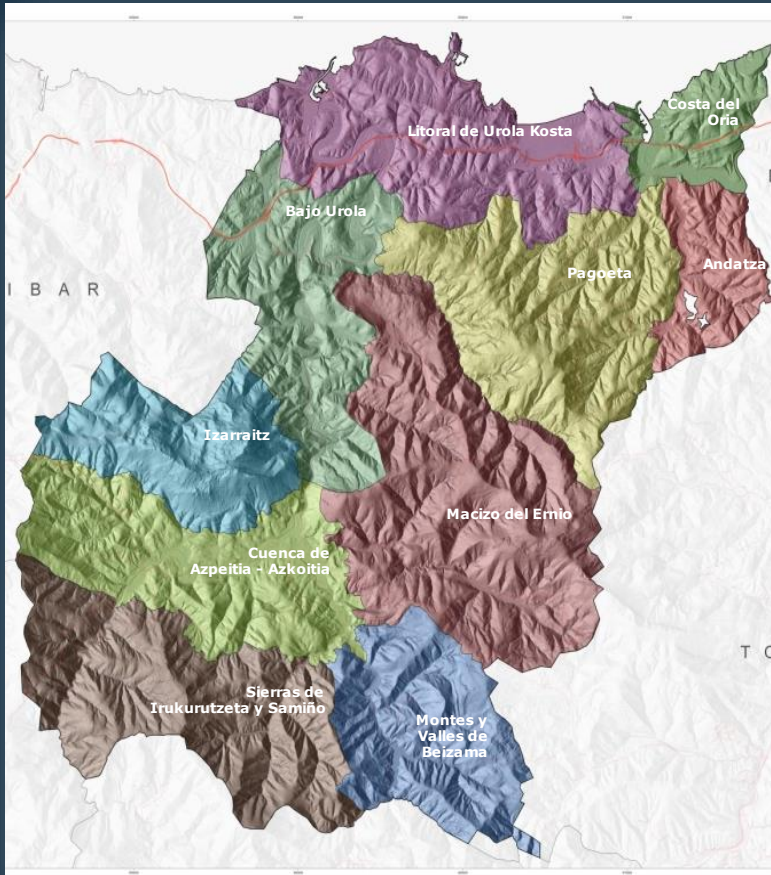 Costa del
Oria
Litoral de Urola Kosta
Bajo Urola
Andatza
Pagoeta
I B A R
Izarraitz
Macizo del Ernio
Cuenca de
Azpeitia - Azkoitia
T O
Sierras de
Irukurutzeta y Samiño
Montes y
Valles de
Beizama